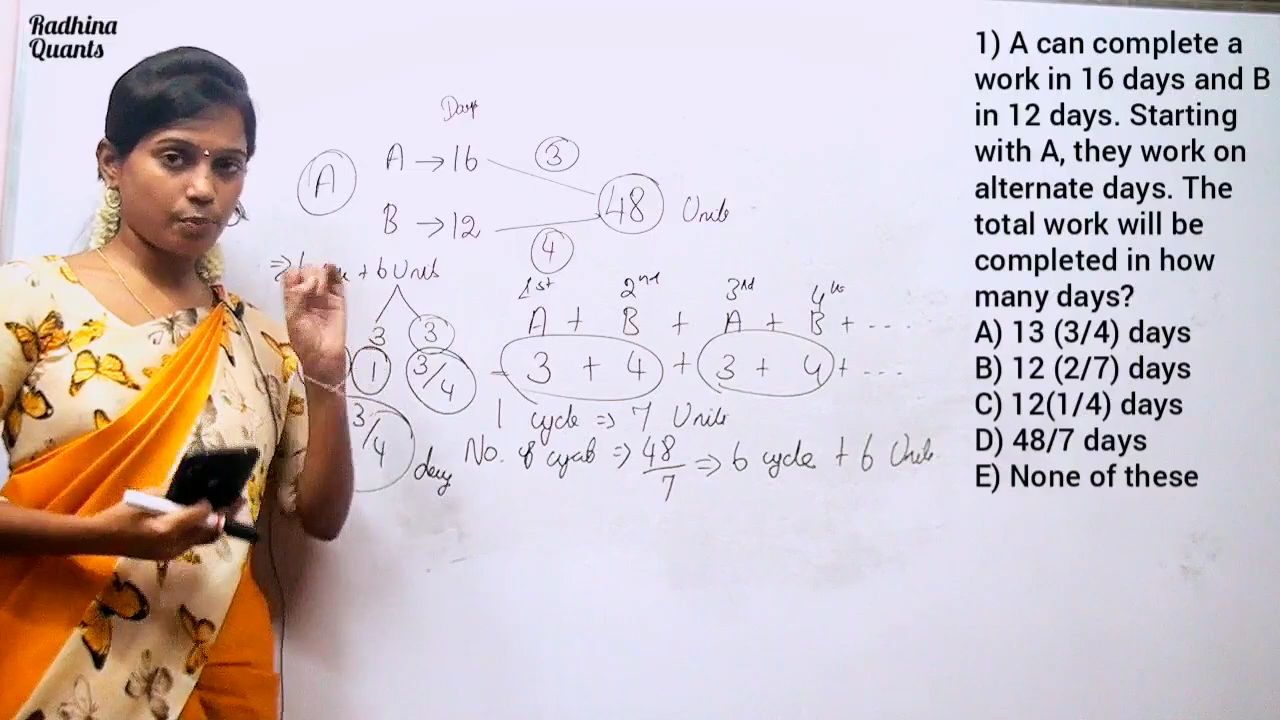 Radhina
Quants
Days
A → 16
3
A
48 Units
B → 12
4
⇒ + 6 Units
1st 2nd 3rd 4th
A + B + A + B + ....
3 3
1 3/4
3 + 4 + 3 + 4 + ....
1 cycle ⇒ 7 Units
3/4 day
No. of ⇒ 48/7 ⇒ 6 cycle + 6 Units
1) A can complete a
work in 16 days and B
in 12 days. Starting
with A, they work on
alternate days. The
total work will be
completed in how
many days?
A) 13 (3/4) days
B) 12 (2/7) days
C) 12(1/4) days
D) 48/7 days
E) None of these